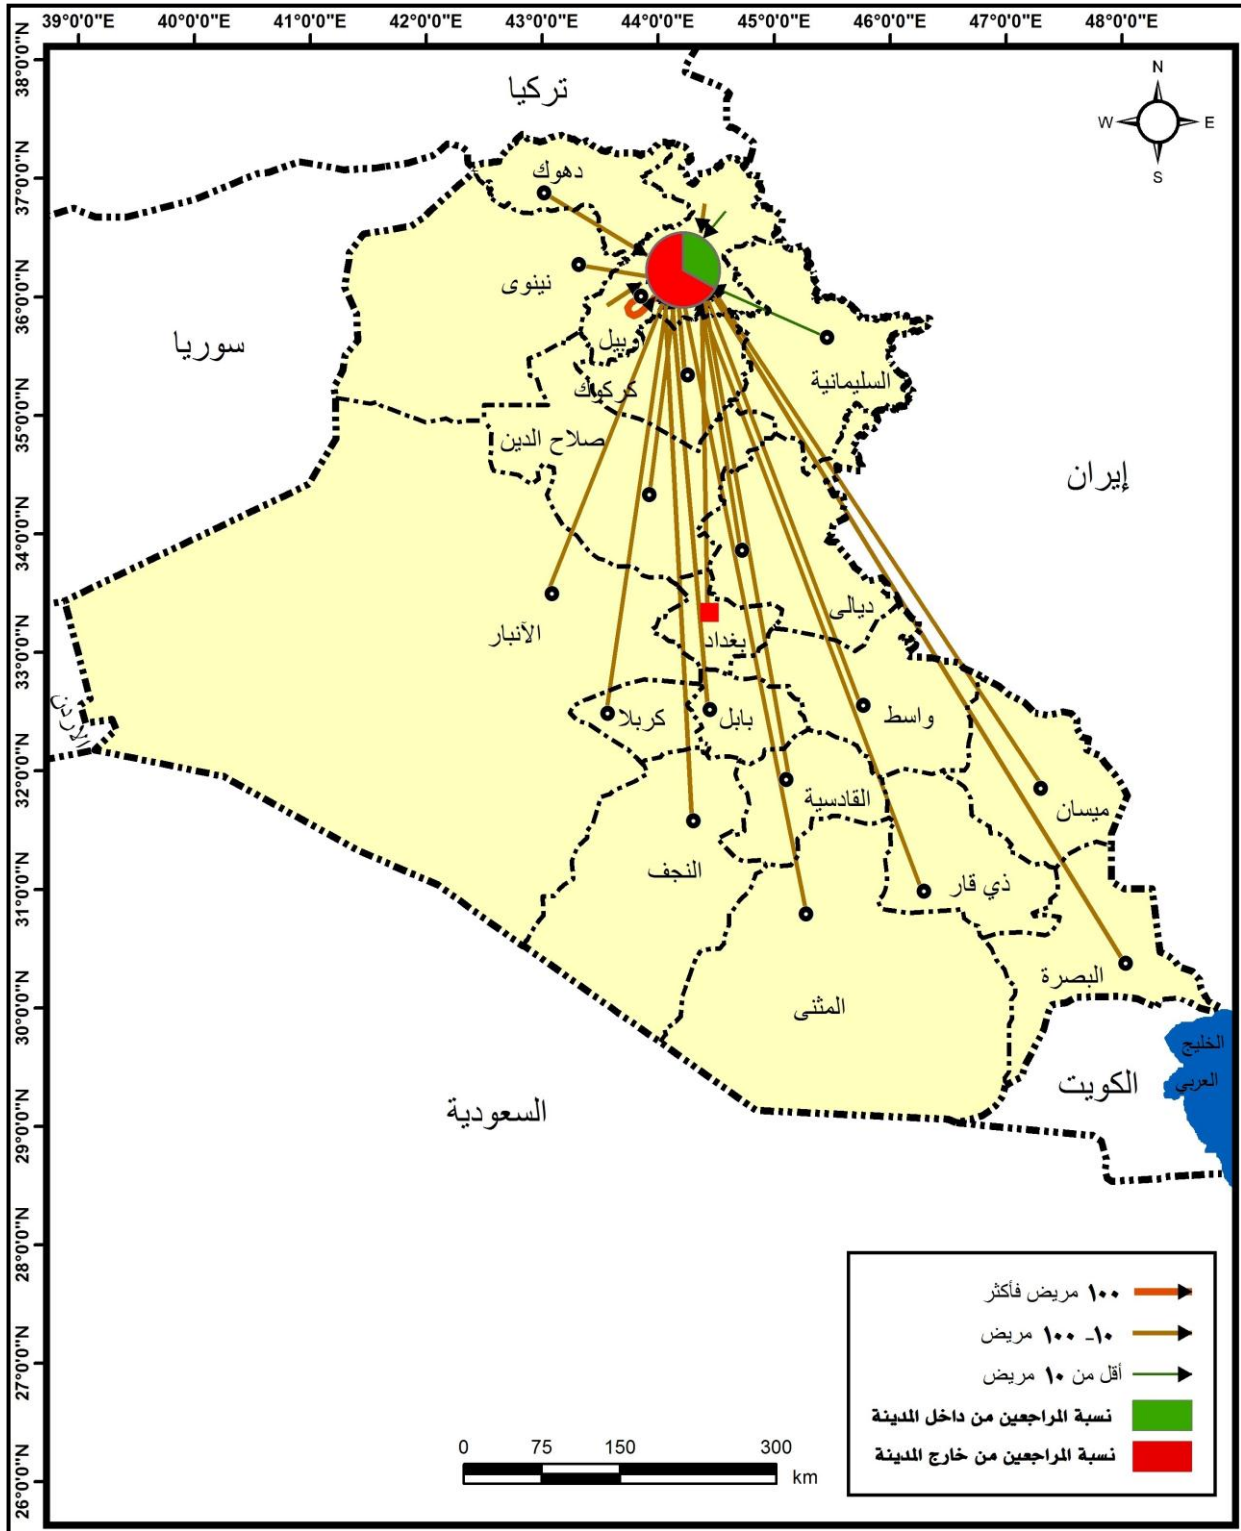 39°0'0"E 40°0'0"E 41°0'0"E 42°0'0"E 43°0'0"E 44°0'0"E 45°0'0"E 46°0'0"E 47°0'0"E 48°0'0"E
38°0'0"N
37°0'0"N
36°0'0"N
35°0'0"N
34°0'0"N
33°0'0"N
32°0'0"N
31°0'0"N
30°0'0"N
29°0'0"N
28°0'0"N
27°0'0"N
26°0'0"N
N
W E
S
تركيا
دهوك
نينوى
سوريا
وبيل
السليمانية
كركوك
صلاح الدين
إيران
ديالى
الآنبار
بغداد
الاردن
كربلا
بابل
واسط
القادسية
ميسان
النجف
ذي قار
البصرة
المثنى
الخليج
العربي
الكويت
السعودية
١٠٠ مريض فأكثر
١٠ـ ١٠٠ مريض
أقل من ١٠ مريض
نسبة المراجعين من داخل المدينة
نسبة المراجعين من خارج المدينة
0 75 150 300
km